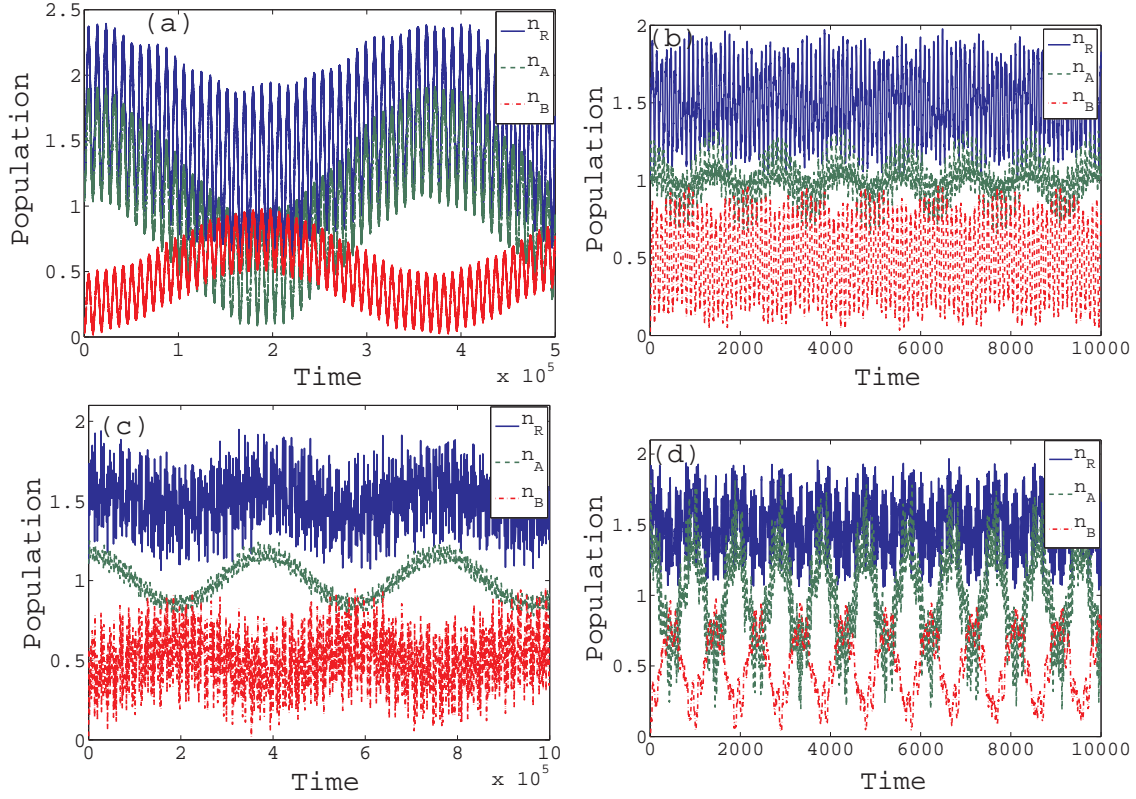 (a)
n_R
n_A
n_B
Population
2.5
2
1.5
1
0.5
0
0 1 2 3 4 5
Time
x 10^5
(b)
n_R
n_A
n_B
Population
2
1.5
1
0.5
0
0 2000 4000 6000 8000 10000
Time
(c)
n_R
n_A
n_B
Population
2
1.5
1
0.5
0
0 2 4 6 8 10
Time
x 10^5
(d)
n_R
n_A
n_B
Population
2
1.5
1
0.5
0
0 2000 4000 6000 8000 10000
Time